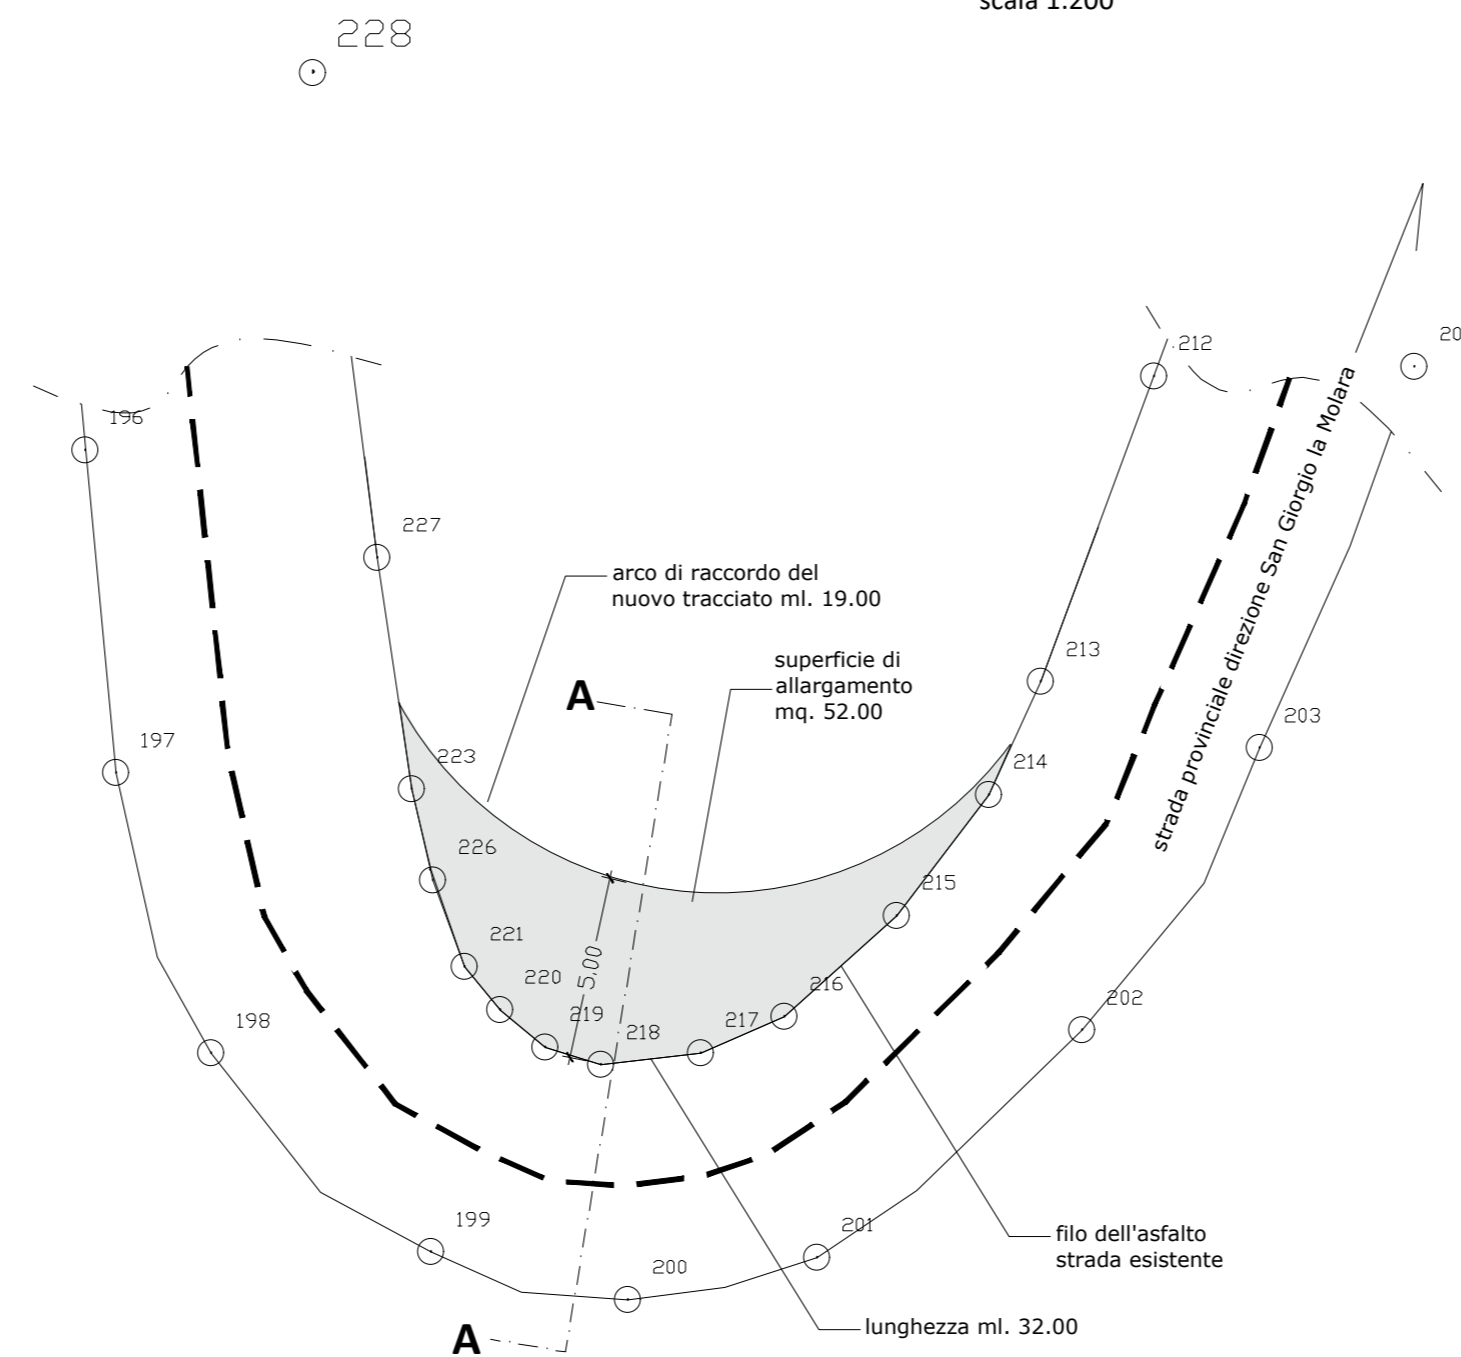 scala 1:200
228
212
20
196
227
arco di raccordo del
nuovo tracciato ml. 19.00
strada provinciale direzione San Giorgio la Molara
213
superficie di
allargamento
mq. 52.00
A
203
197
223
214
226
215
221
220
5.00
216
202
219
218
217
198
199
201
filo dell'asfalto
strada esistente
200
lunghezza ml. 32.00
A